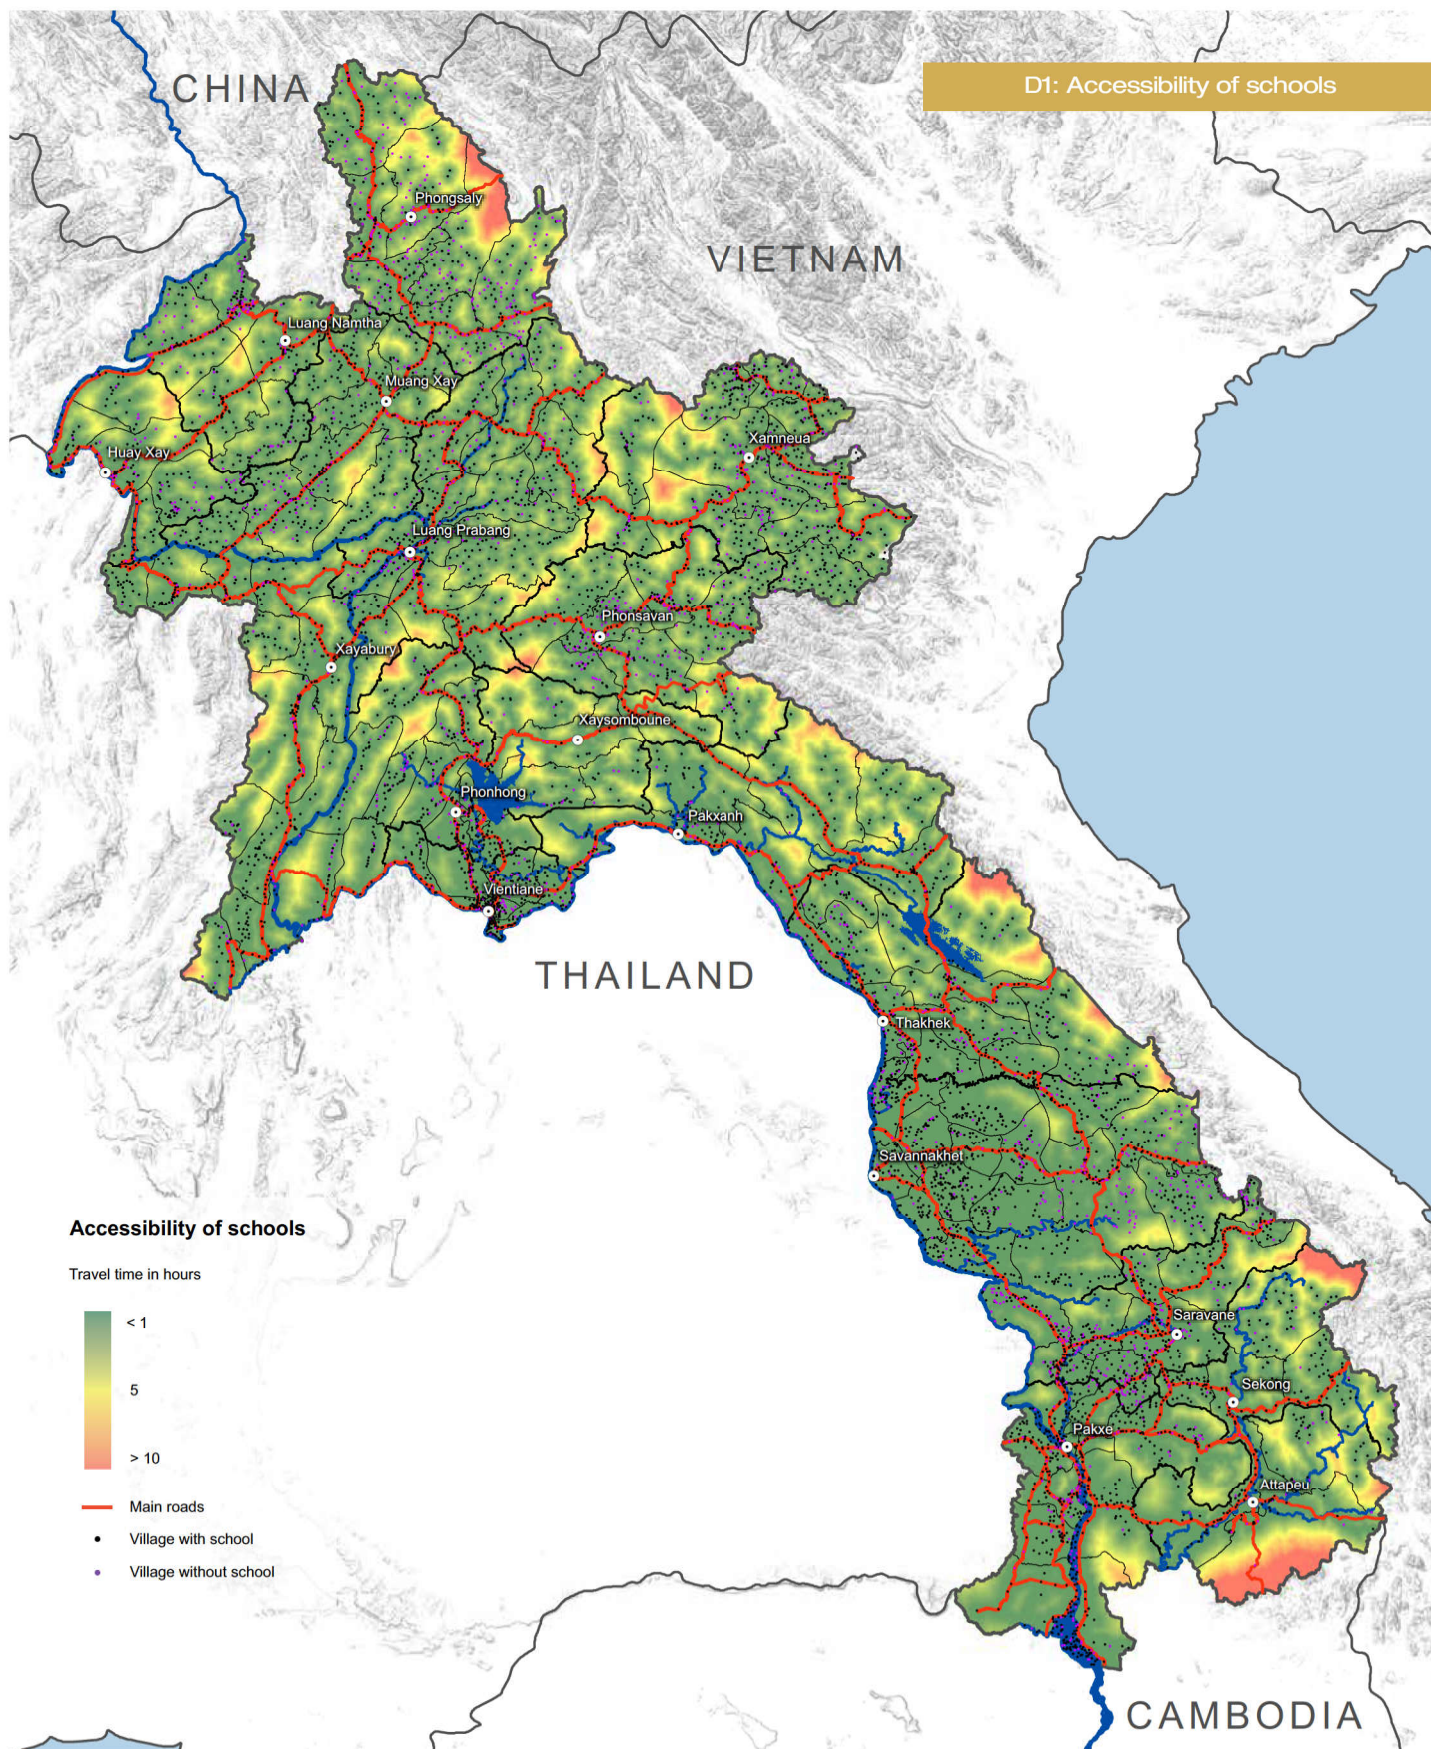 D1: Accessibility of schools
CHINA
VIETNAM
Phongsaly
Luang Namtha
Muang Xay
Huay Xay
Xamneua
Luang Prabang
Phonsavan
Xayabury
Xaysomboune
Phonhong
Pakxanh
Vientiane
THAILAND
Thakhek
Savannakhet
Saravane
Sekong
Pakxe
Attapeu
CAMBODIA
Accessibility of schools
Travel time in hours
< 1
5
> 10
Main roads
Village with school
Village without school